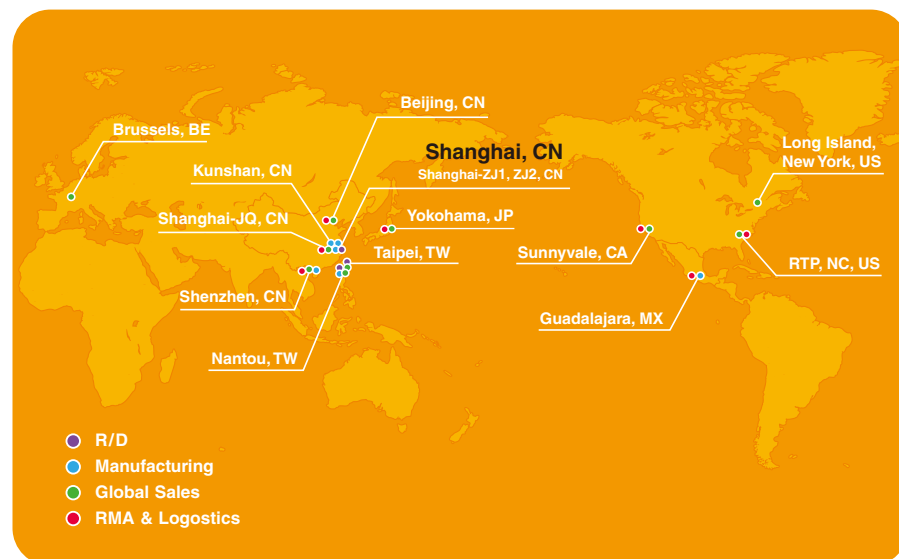 Beijing, CN
Brussels, BE
Shanghai, CN
Long Island,
New York, US
Kunshan, CN
Shanghai-ZJ1, ZJ2, CN
Shanghai-JQ, CN
Yokohama, JP
Taipei, TW
Sunnyvale, CA
RTP, NC, US
Shenzhen, CN
Guadalajara, MX
Nantou, TW
R/D
Manufacturing
Global Sales
RMA & Logostics